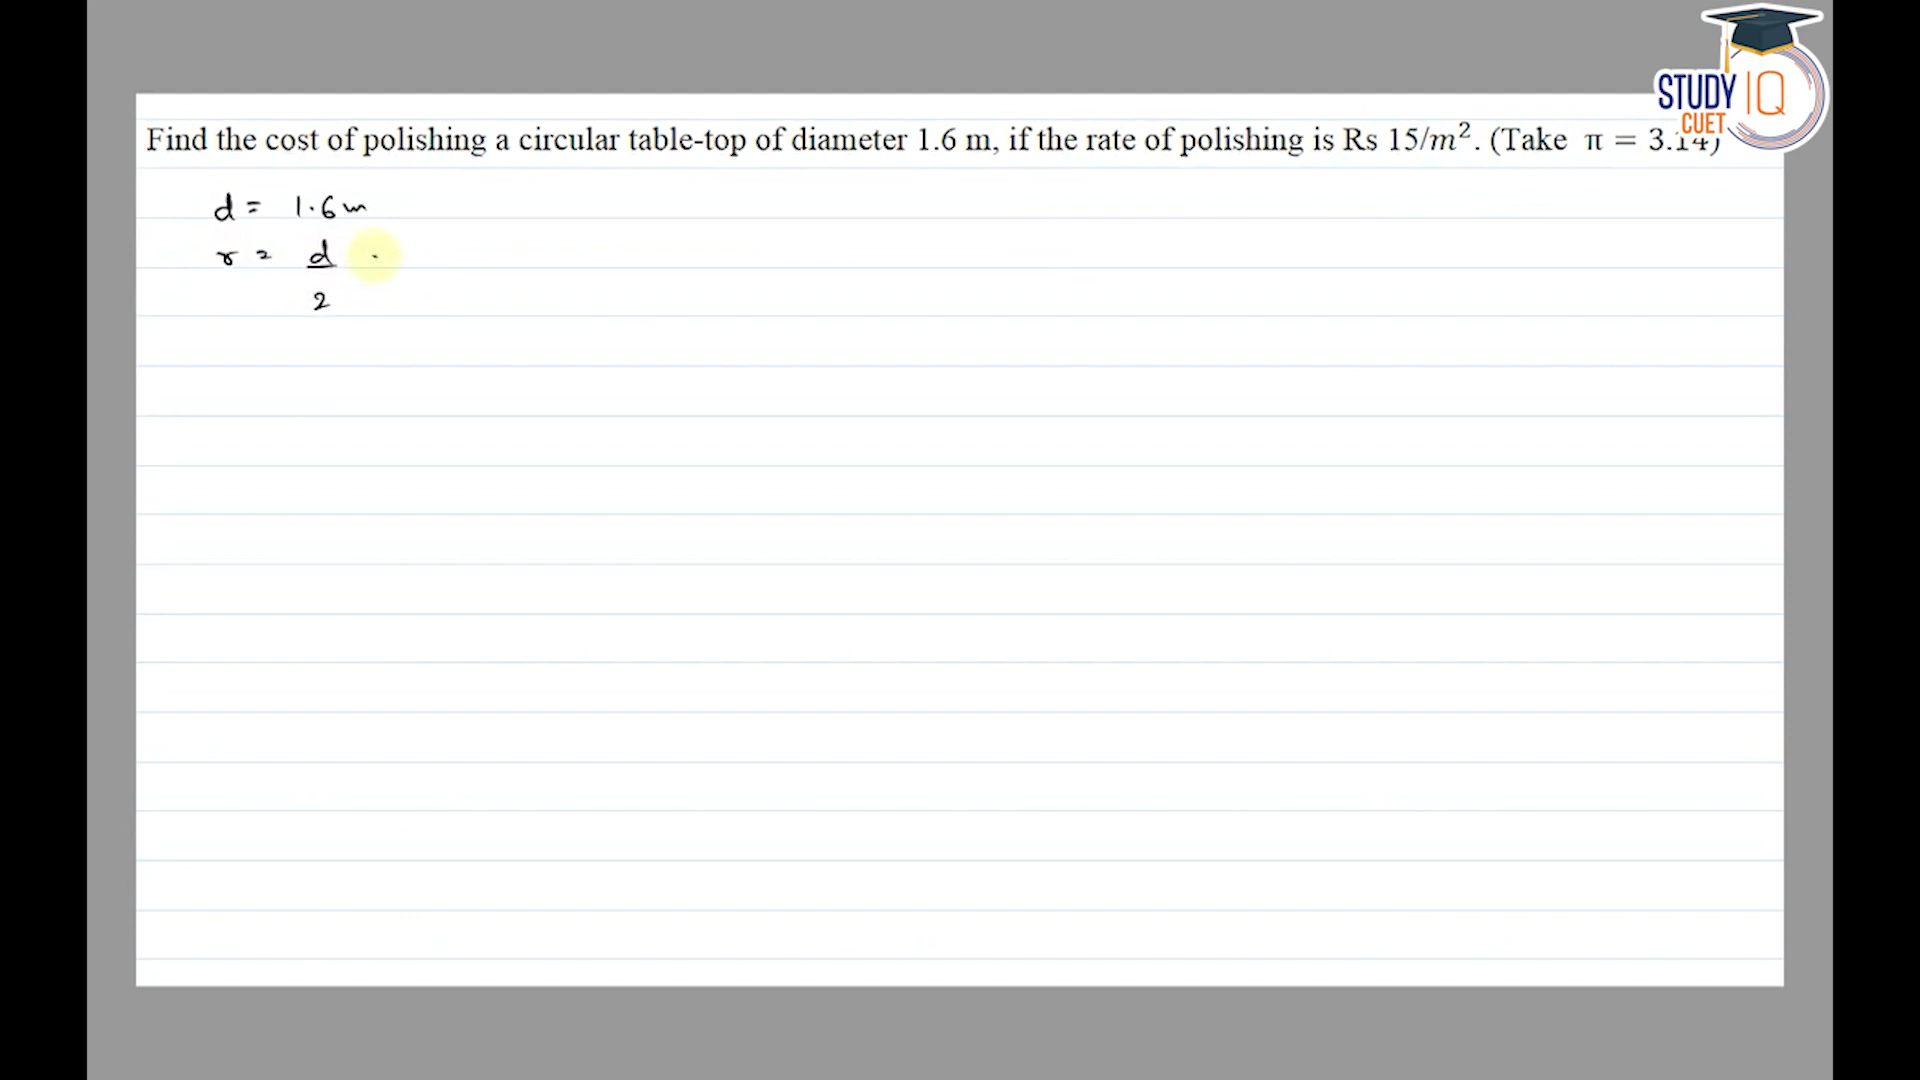 STUDY IQ
CUET
Find the cost of polishing a circular table-top of diameter 1.6 m, if the rate of polishing is Rs 15/m². (Take π = 3.14)
d = 1.6 m
r = d
2